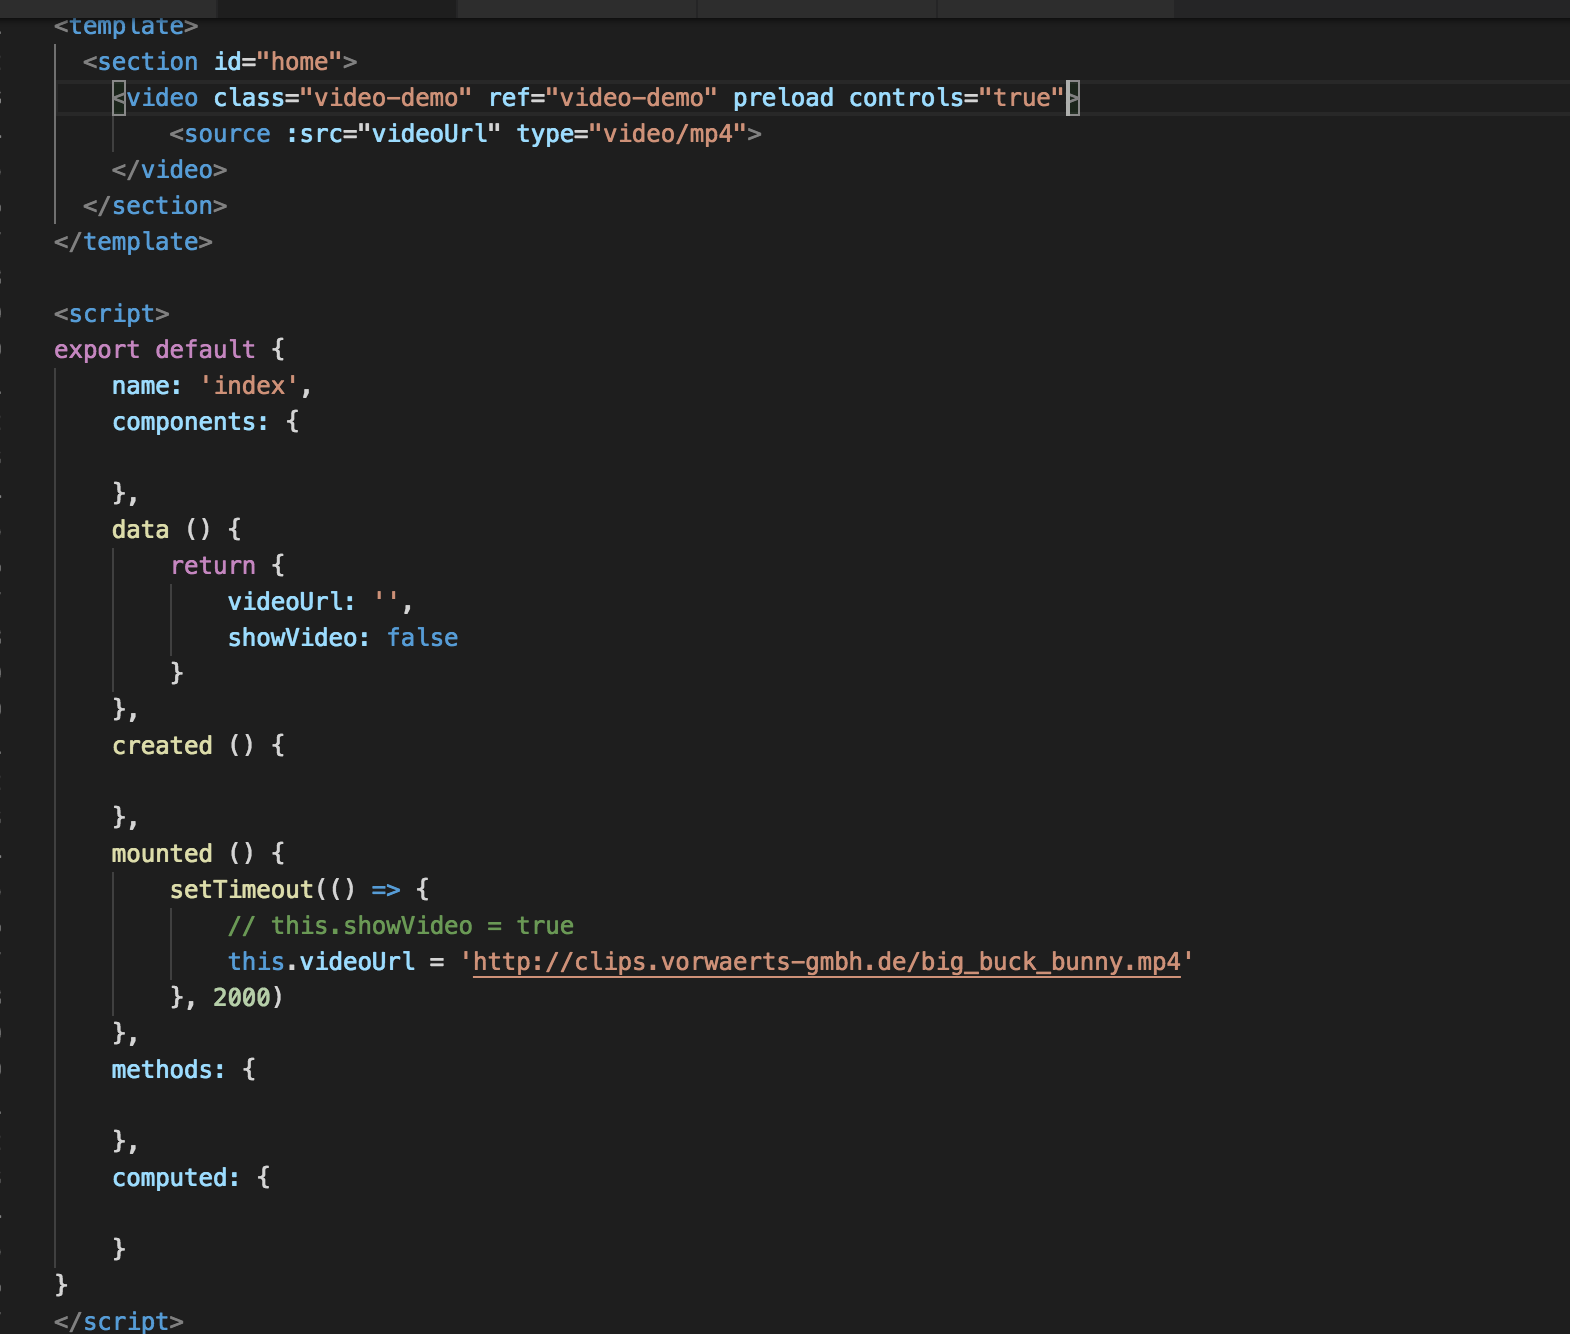 <template>
<section id="home">
<video class="video-demo" ref="video-demo" preload controls="true">
<source :src="videoUrl" type="video/mp4">
</video>
</section>
</template>
<script>
export default {
name: 'index',
components: {
},
data () {
return {
videoUrl: '',
showVideo: false
}
},
created () {
},
mounted () {
setTimeout(() => {
// this.showVideo = true
this.videoUrl = 'http://clips.vorwaerts-gmbh.de/big_buck_bunny.mp4'
}, 2000)
},
methods: {
},
computed: {
}
}
</script>